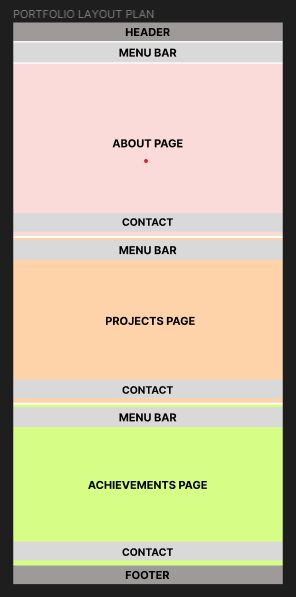 PORTFOLIO LAYOUT PLAN
HEADER
MENU BAR
ABOUT PAGE
CONTACT
MENU BAR
PROJECTS PAGE
CONTACT
MENU BAR
ACHIEVEMENTS PAGE
CONTACT
FOOTER